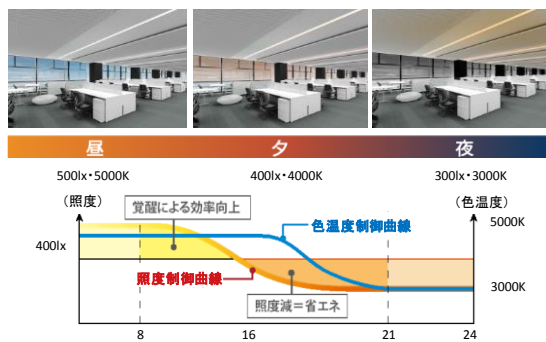 昼 夕 夜
500lx・5000K 400lx・4000K 300lx・3000K
(照度) (色温度)
覚醒による効率向上
5000K
色温度制御曲線
400lx
照度制御曲線
3000K
照度減=省エネ
8 16 21 24